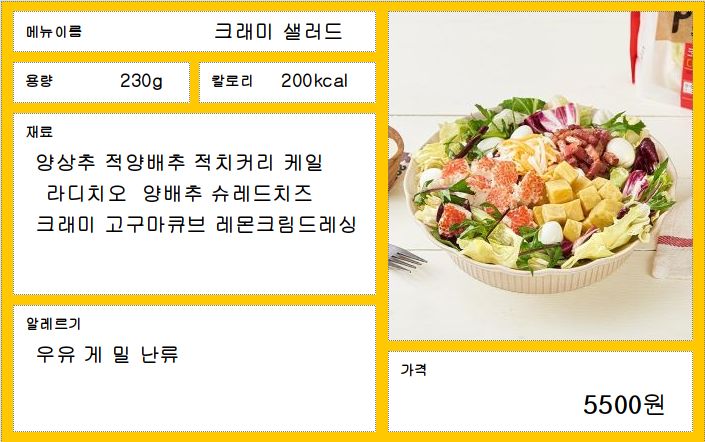 메뉴이름 크래미 샐러드
용량 230g 칼로리 200kcal
재료
양상추 적양배추 적치커리 케일
라디치오 양배추 슈레드치즈
크래미 고구마큐브 레몬크림드레싱
알레르기
우유 게 밀 난류
가격
5500원